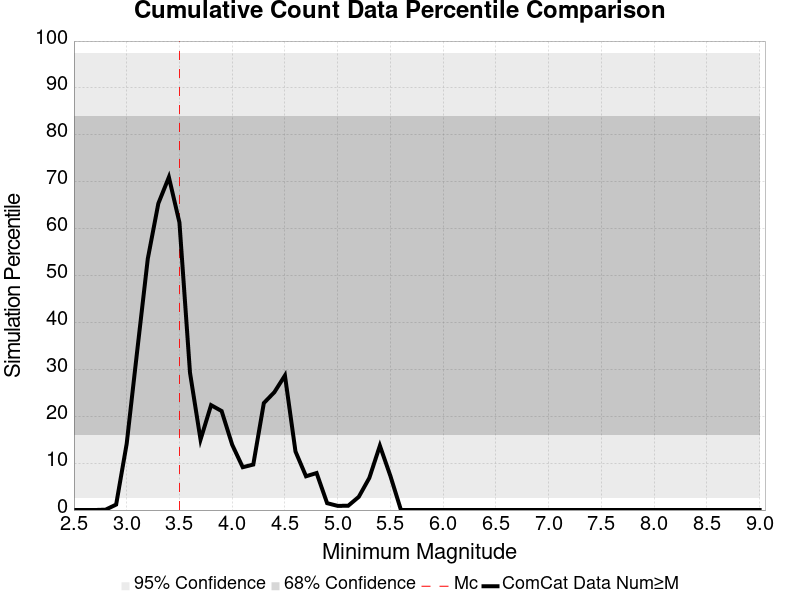 Cumulative Count Data Percentile Comparison
100
90
80
70
60
50
40
30
20
10
0
Simulation Percentile
2.5 3.0 3.5 4.0 4.5 5.0 5.5 6.0 6.5 7.0 7.5 8.0 8.5 9.0
Minimum Magnitude
95% Confidence 68% Confidence Mc ComCat Data Num≥M